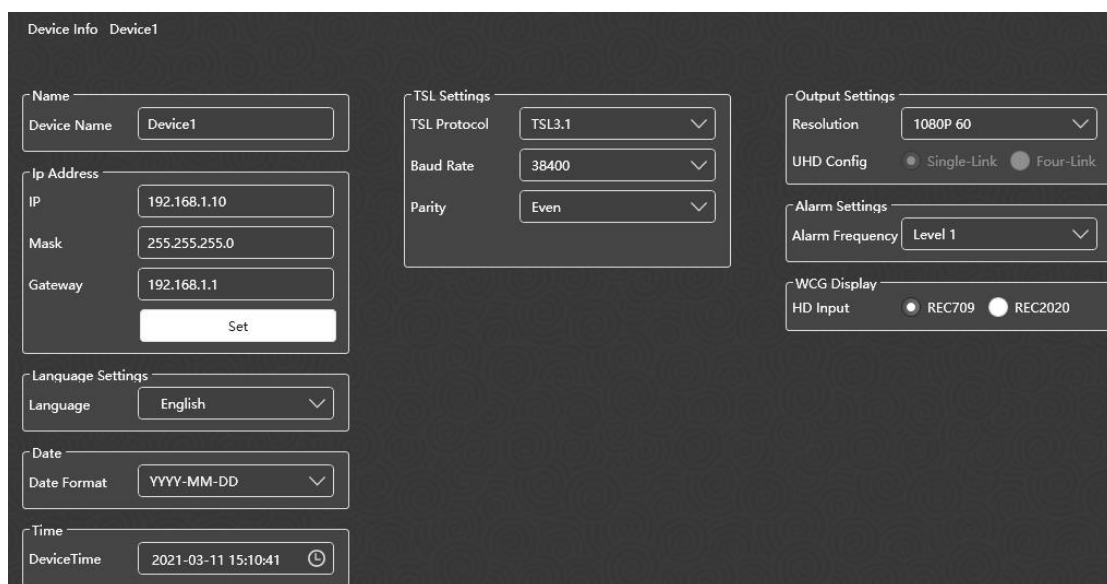 Device Info Device1
Name
Device Name Device1
Ip Address
IP 192.168.1.10
Mask 255.255.255.0
Gateway 192.168.1.1
Set
Language Settings
Language English
Date
Date Format YYYY-MM-DD
Time
DeviceTime 2021-03-11 15:10:41
TSL Settings
TSL Protocol TSL3.1
Baud Rate 38400
Parity Even
Output Settings
Resolution 1080P 60
UHD Config Single-Link Four-Link
Alarm Settings
Alarm Frequency Level 1
WCG Display
HD Input REC709 REC2020